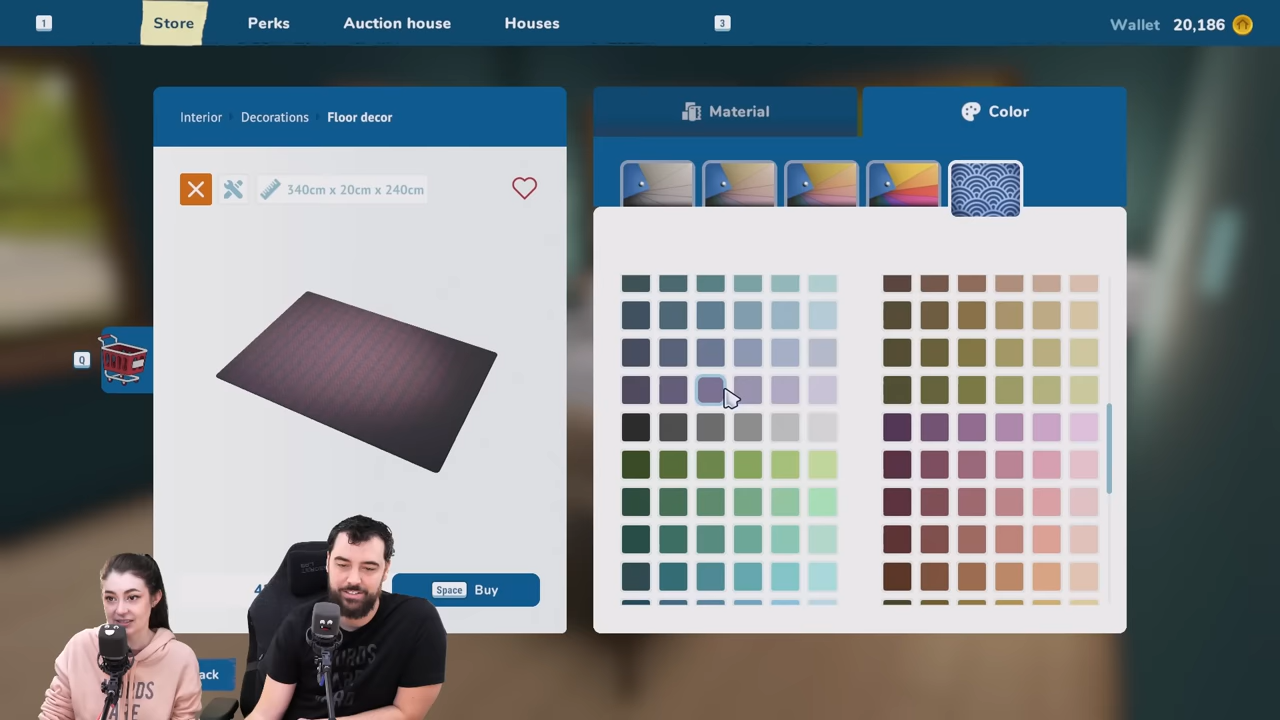 1
Store
Perks
Auction house
Houses
3
Wallet 20,186
Interior
Decorations
Floor decor
340cm x 20cm x 240cm
Material
Color
Q
Space Buy